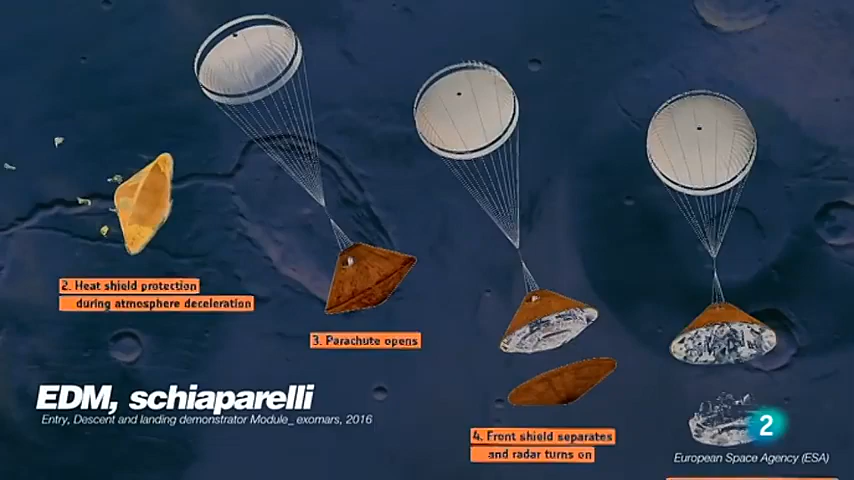 2. Heat shield protection
during atmosphere deceleration
3. Parachute opens
4. Front shield separates
and radar turns on
EDM, schiaparelli
Entry, Descent and landing demonstrator Module_ exomars, 2016
2
European Space Agency (ESA)